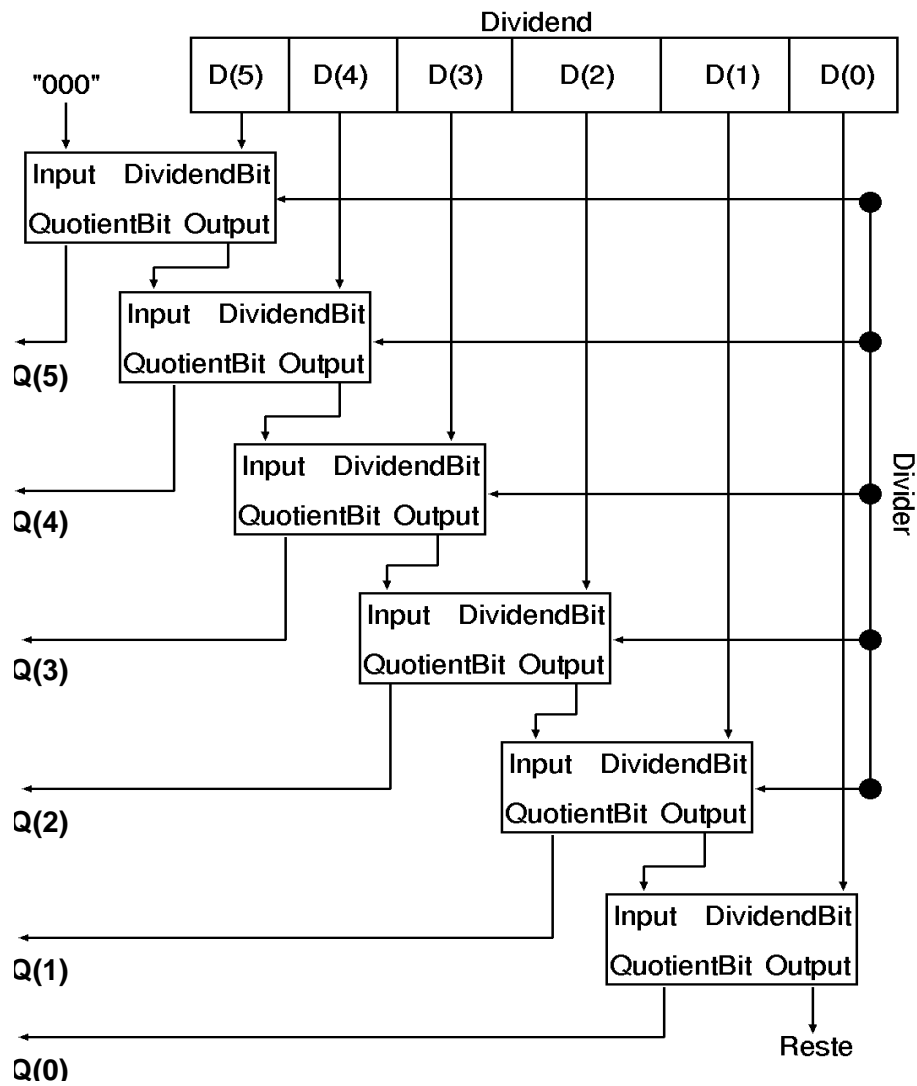 Dividend
"000" D(5) D(4) D(3) D(2) D(1) D(0)
Input DividendBit
QuotientBit Output
Input DividendBit
QuotientBit Output
Q(5)
Input DividendBit
QuotientBit Output
Divider
Q(4)
Input DividendBit
QuotientBit Output
Q(3)
Input DividendBit
QuotientBit Output
Q(2)
Input DividendBit
QuotientBit Output
Q(1)
Reste
Q(0)